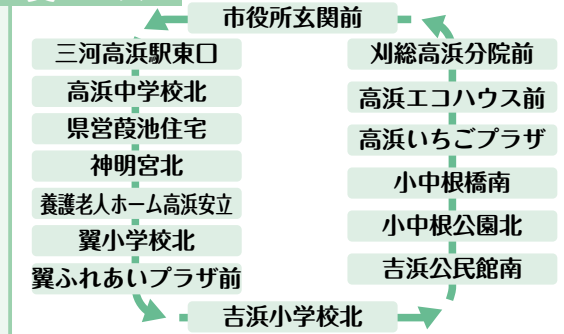 市役所玄関前
三河高浜駅東口
高浜中学校北
県営葭池住宅
神明宮北
養護老人ホーム高浜安立
翼小学校北
翼ふれあいプラザ前
吉浜小学校北
吉浜公民館南
小中根公園北
小中根橋南
高浜いちごプラザ
高浜エコハウス前
刈総高浜分院前